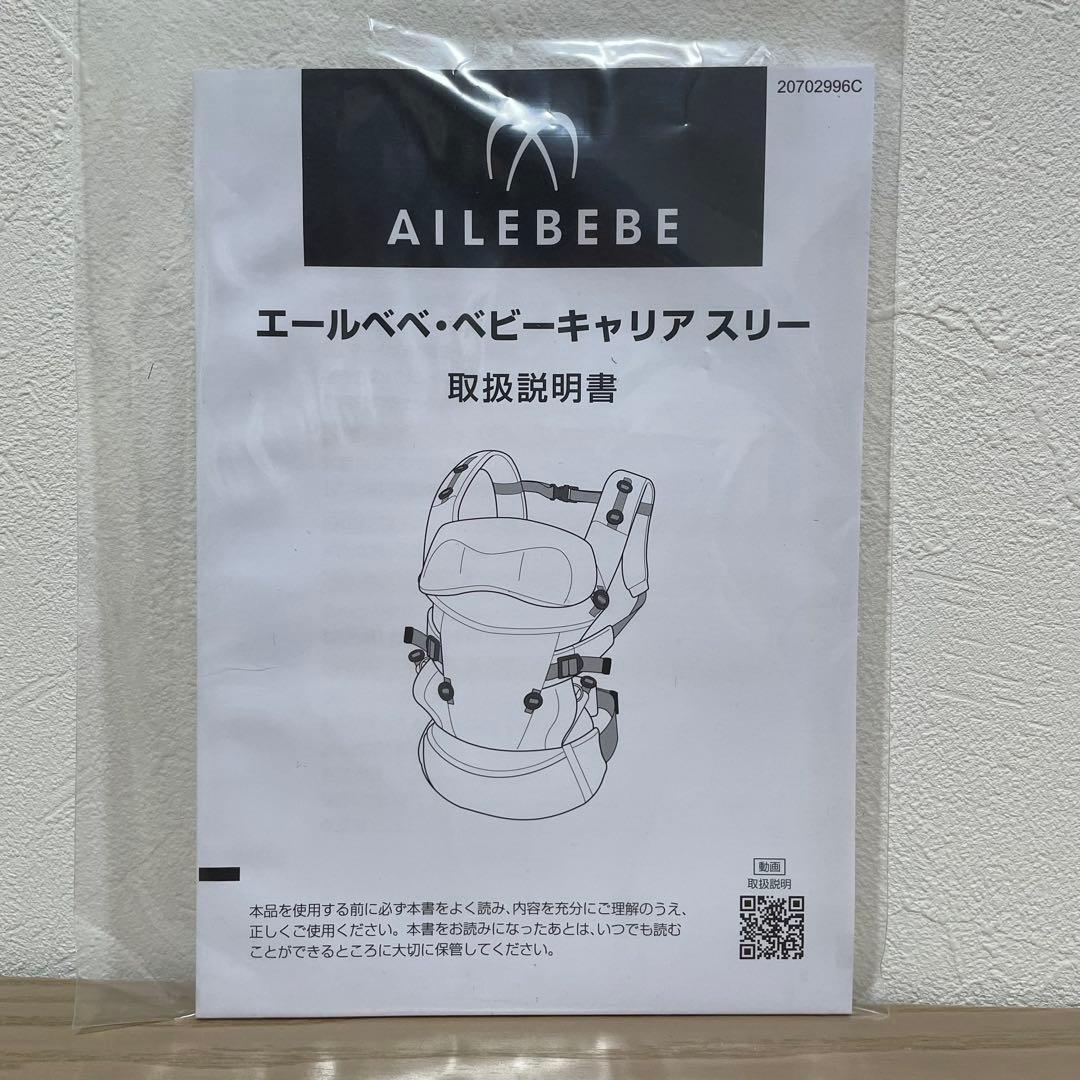 20702996C
AILEBEBE
エールベベ・ベビーキャリア スリー
取扱説明書
動画
取扱説明
本品を使用する前に必ず本書をよく読み、内容を充分にご理解のうえ、
正しくご使用ください。本書をお読みになったあとは、いつでも読む
ことができるところに大切に保管してください。